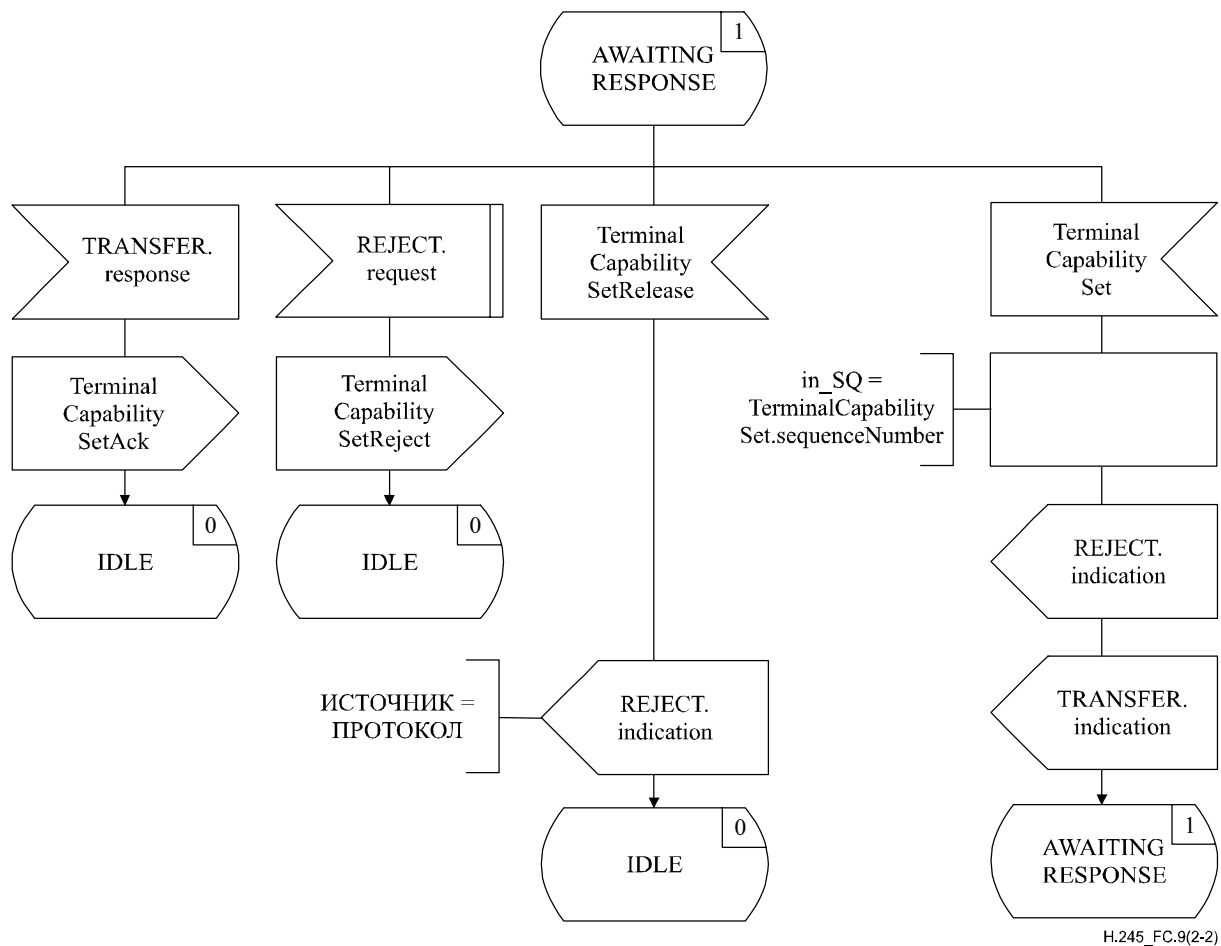 1
AWAITING
RESPONSE
TRANSFER.
response
REJECT.
request
Terminal
Capability
SetRelease
Terminal
Capability
Set
Terminal
Capability
SetAck
Terminal
Capability
SetReject
in_SQ =
TerminalCapability
Set.sequenceNumber
0
IDLE
0
IDLE
REJECT.
indication
ИСТОЧНИК =
ПРОТОКОЛ
REJECT.
indication
TRANSFER.
indication
0
IDLE
1
AWAITING
RESPONSE
H.245_FC.9(2-2)